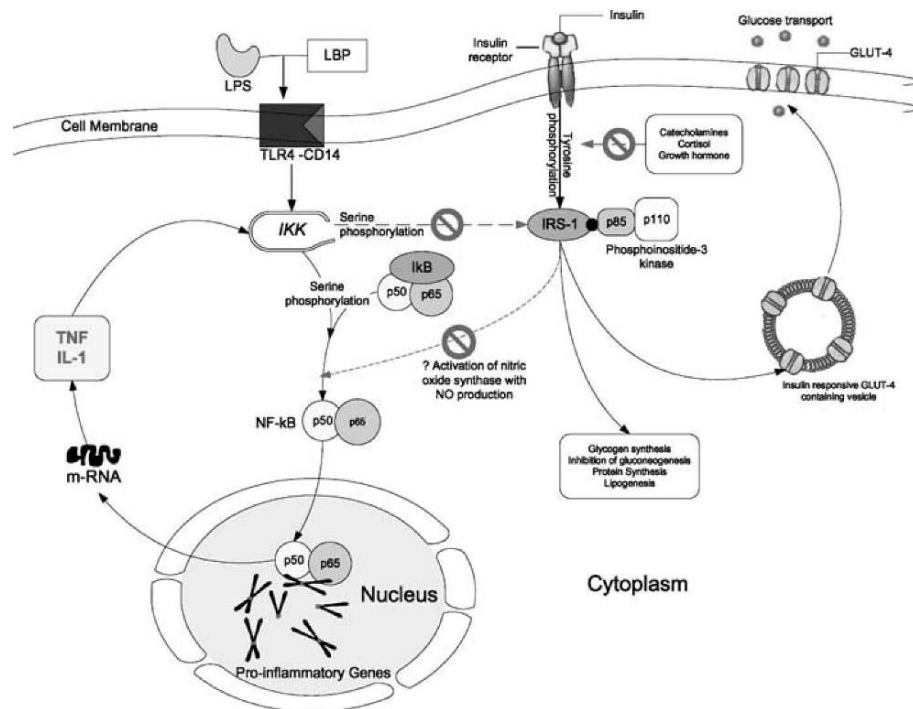 Insulin
Glucose transport
Insulin
receptor
LBP
LPS
GLUT-4
Cell Membrane
TLR4 -CD14
Tyrosine
phosphorylation
Catecholamines
Cortisol
Growth hormone
IKK
Serine
phosphorylation
IRS-1
p85
p110
Phosphoinositide-3
kinase
IkB
p50
p65
Serine
phosphorylation
TNF
IL-1
? Activation of nitric
oxide synthase with
NO production
Insulin responsive GLUT-4
containing vesicle
NF-kB
p50
p65
Glycogen synthesis
Inhibition of gluconeogenesis
Protein Synthesis
Lipogenesis
m-RNA
p50
p65
Nucleus
Cytoplasm
Pro-inflammatory Genes